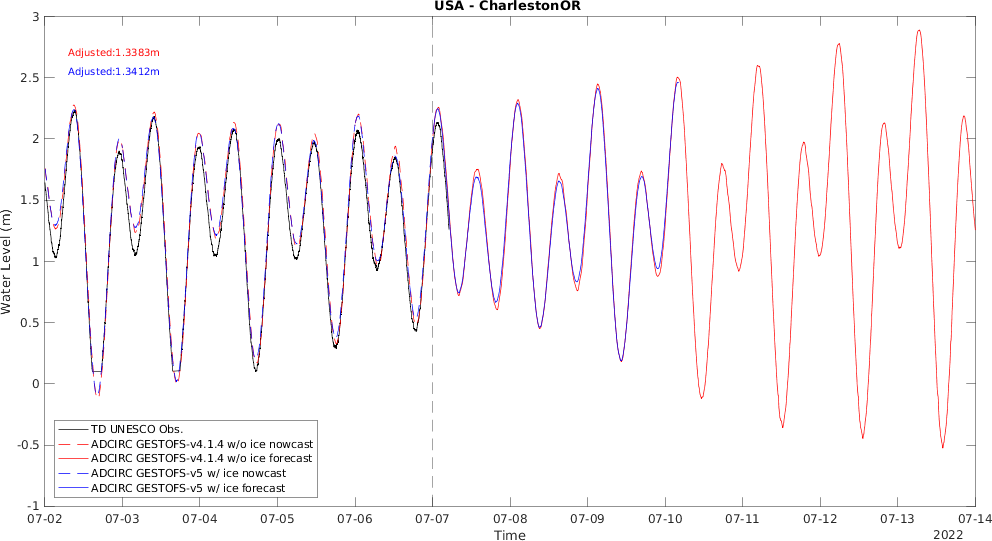 USA - CharlestonOR
3
Adjusted:1.3383m
Adjusted:1.3412m
2.5
2
1.5
1
0.5
0
-0.5
-1
Water Level (m)
TD UNESCO Obs.
ADCIRC GESTOFS-v4.1.4 w/o ice nowcast
ADCIRC GESTOFS-v4.1.4 w/o ice forecast
ADCIRC GESTOFS-v5 w/ ice nowcast
ADCIRC GESTOFS-v5 w/ ice forecast
07-02 07-03 07-04 07-05 07-06 07-07 07-08 07-09 07-10 07-11 07-12 07-13 07-14
Time
2022